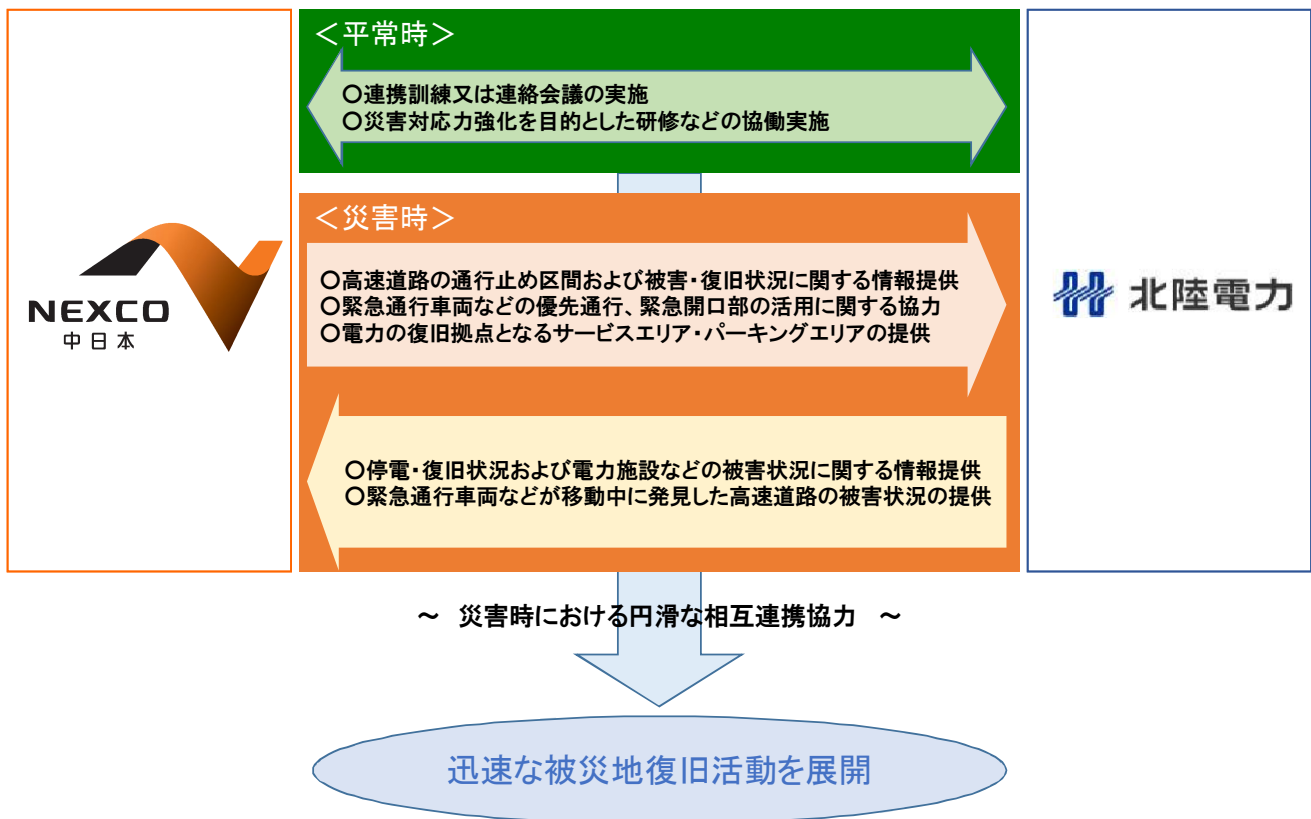 ＜平常時＞
〇連携訓練又は連絡会議の実施
〇災害対応力強化を目的とした研修などの協働実施
＜災害時＞
〇高速道路の通行止め区間および被害・復旧状況に関する情報提供
〇緊急通行車両などの優先通行、緊急開口部の活用に関する協力
〇電力の復旧拠点となるサービスエリア・パーキングエリアの提供
NEXCO
中日本
北陸電力
〇停電・復旧状況および電力施設などの被害状況に関する情報提供
〇緊急通行車両などが移動中に発見した高速道路の被害状況の提供
～ 災害時における円滑な相互連携協力 ～
迅速な被災地復旧活動を展開